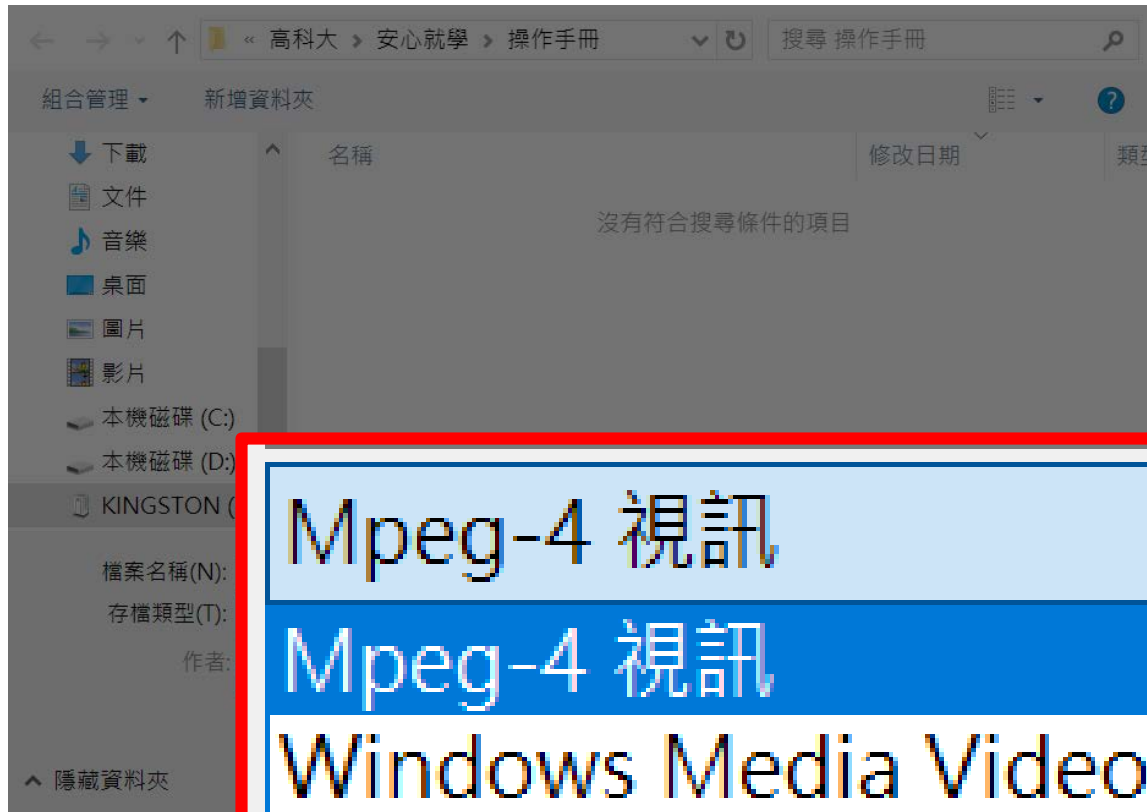 « 高科大 › 安心就學 › 操作手冊
搜尋 操作手冊
組合管理
新增資料夾
名稱
修改日期
沒有符合搜尋條件的項目
下載
文件
音樂
桌面
圖片
影片
本機磁碟 (C:)
本機磁碟 (D:)
KINGSTON (
檔案名稱(N):
存檔類型(T):
作者:
Mpeg-4 視訊
Mpeg-4 視訊
Windows Media Video
隱藏資料夾